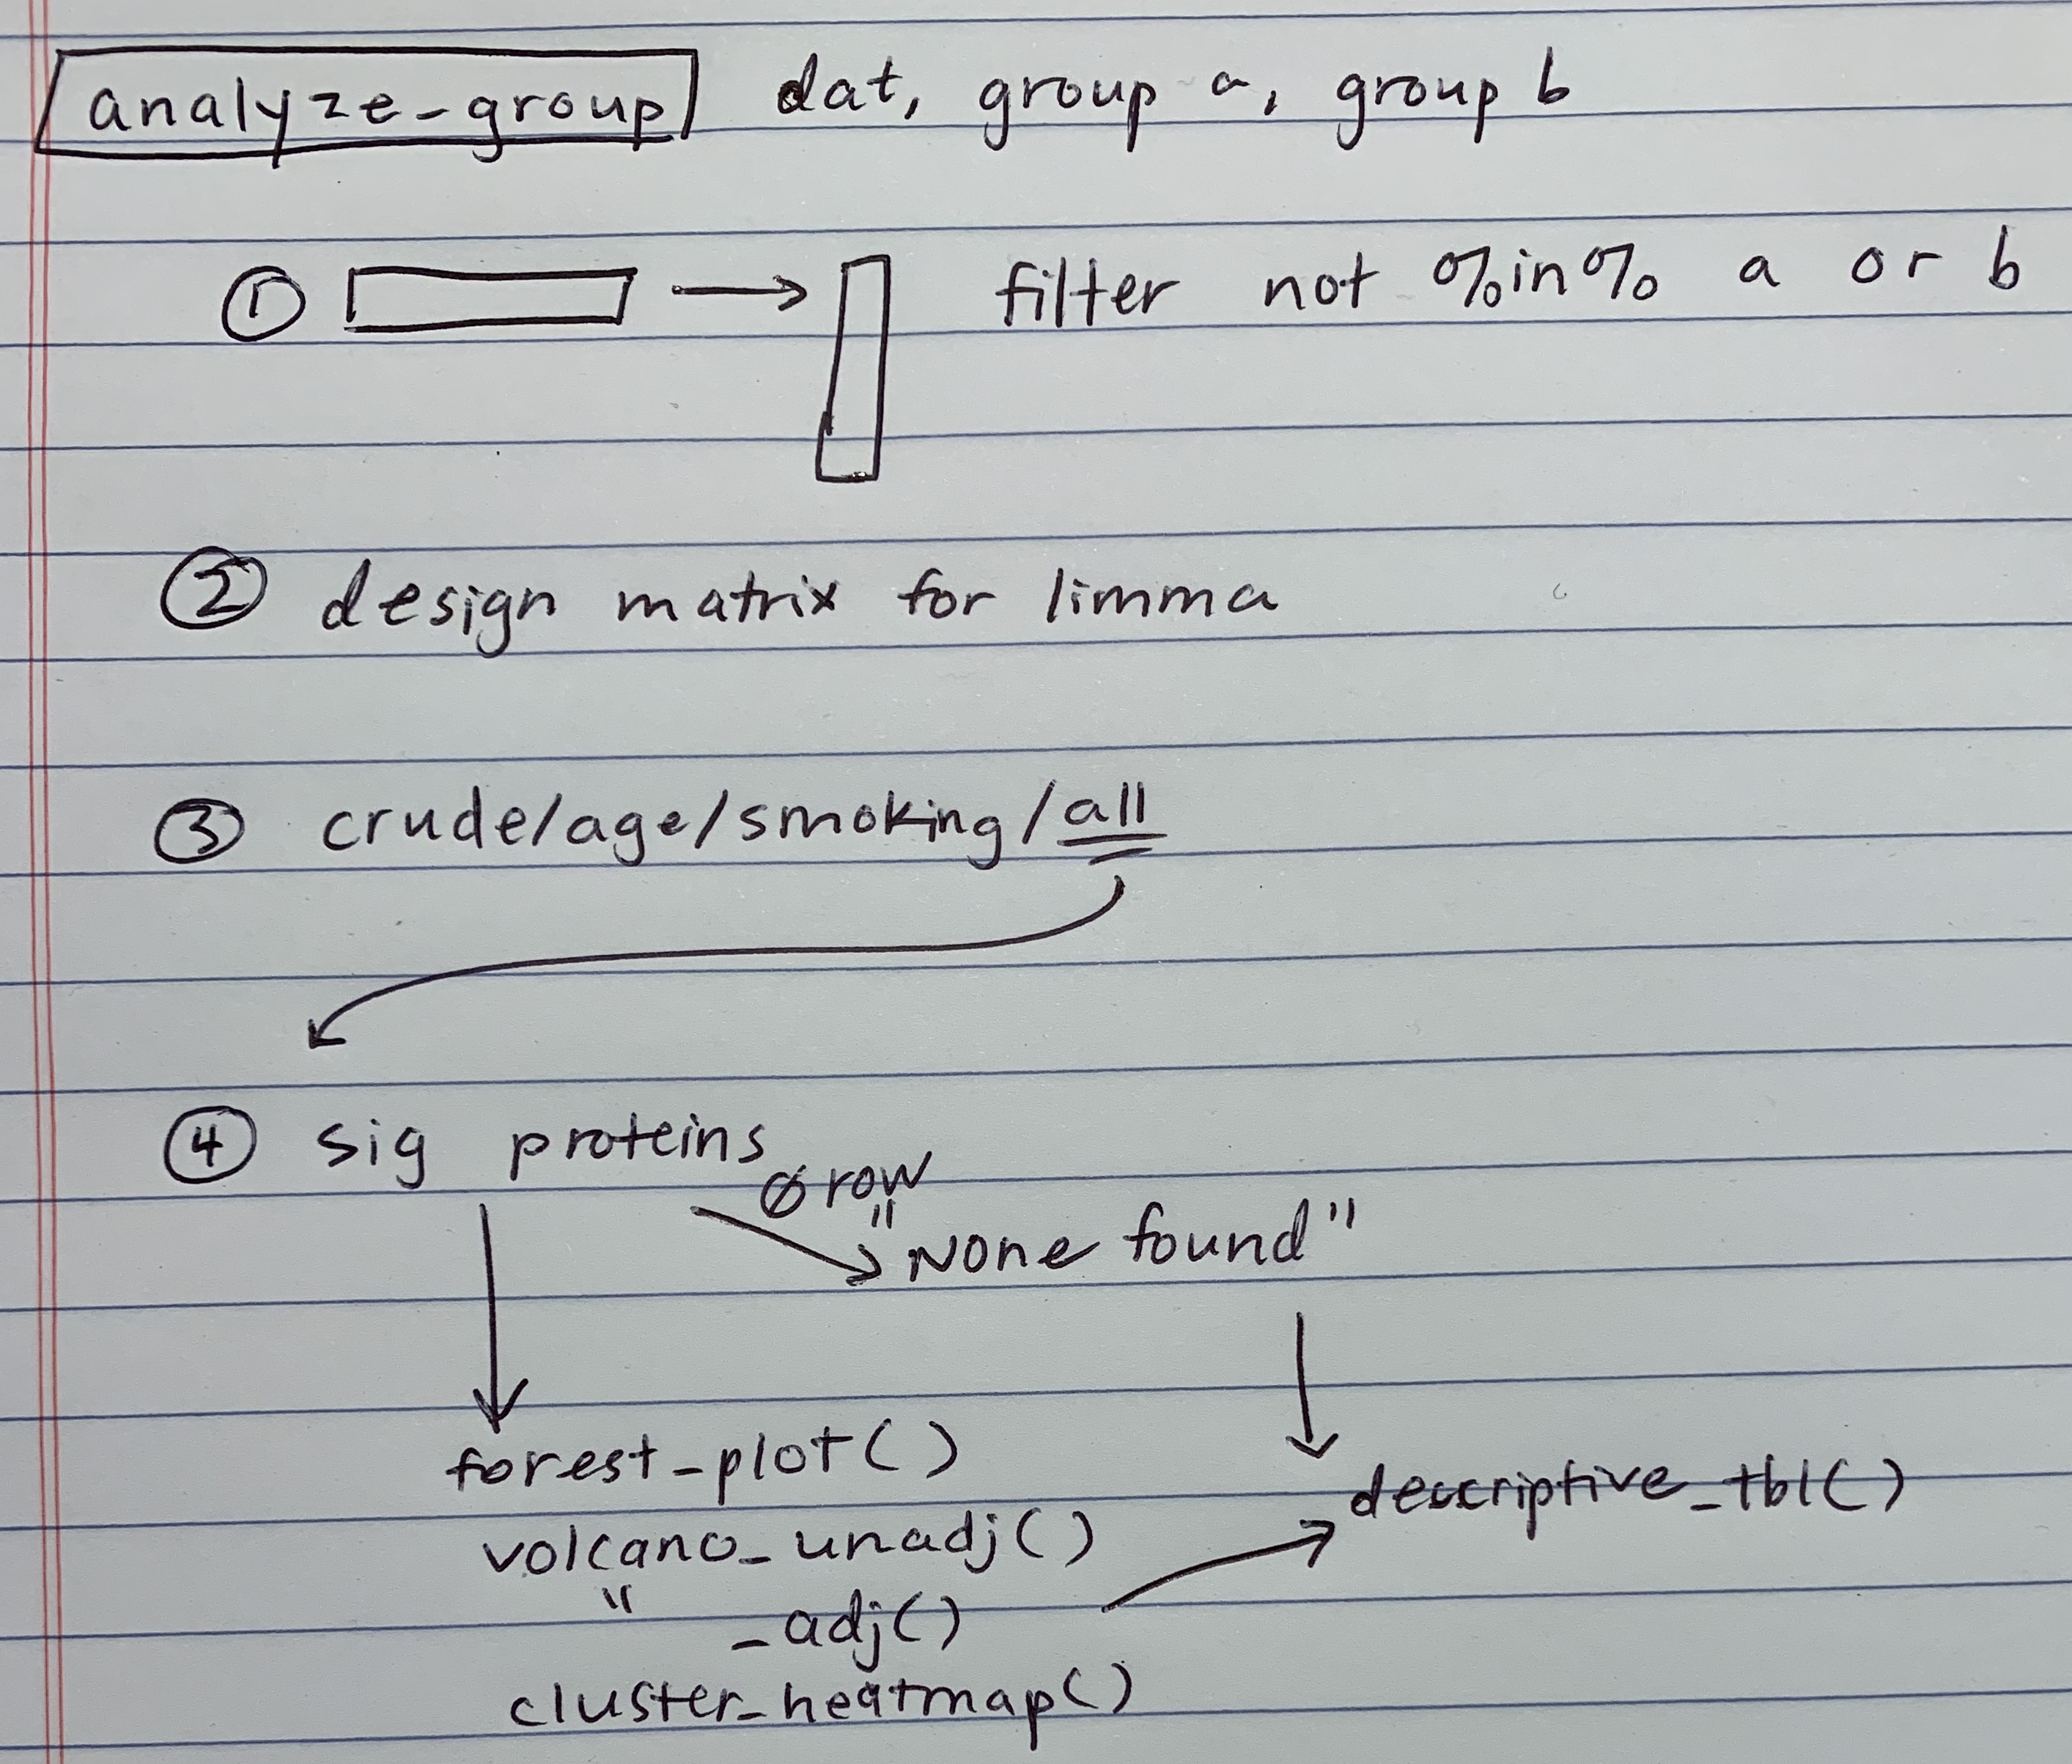 analyze-group dat, group a, group b
① filter not %in% a or b
② design matrix for limma
③ crude/age/smoking/all
④ sig proteins
Ø row
"None found"
forest_plot()
descriptive_tbl()
volcano_unadj()
" _adj()
cluster_heatmap()